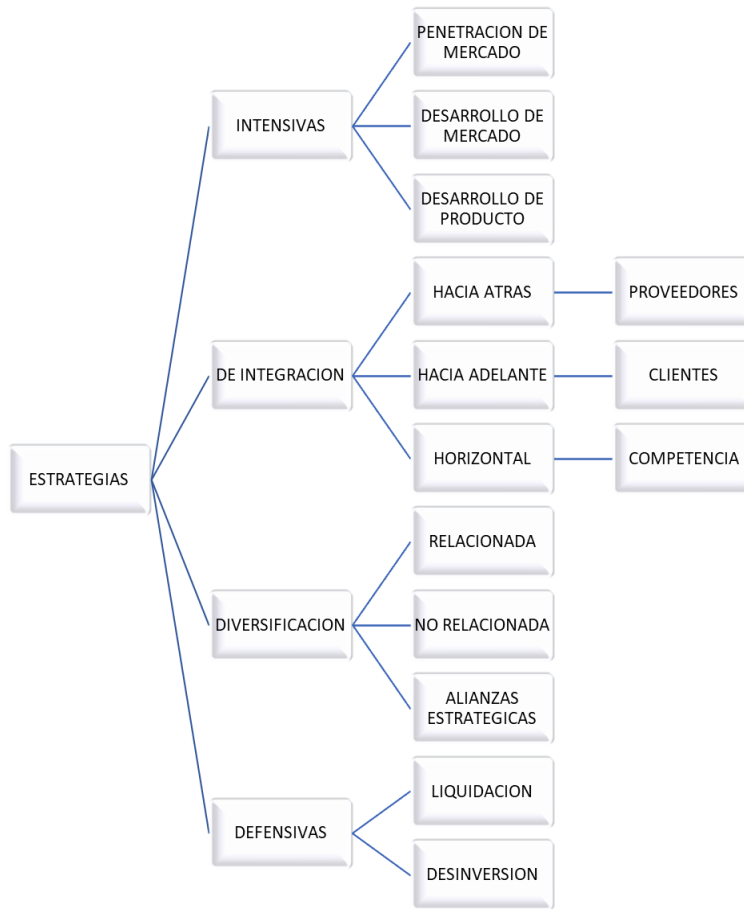 ESTRATEGIAS
INTENSIVAS
PENETRACION DE
MERCADO
DESARROLLO DE
MERCADO
DESARROLLO DE
PRODUCTO
DE INTEGRACION
HACIA ATRAS
PROVEEDORES
HACIA ADELANTE
CLIENTES
HORIZONTAL
COMPETENCIA
DIVERSIFICACION
RELACIONADA
NO RELACIONADA
ALIANZAS
ESTRATEGICAS
DEFENSIVAS
LIQUIDACION
DESINVERSION